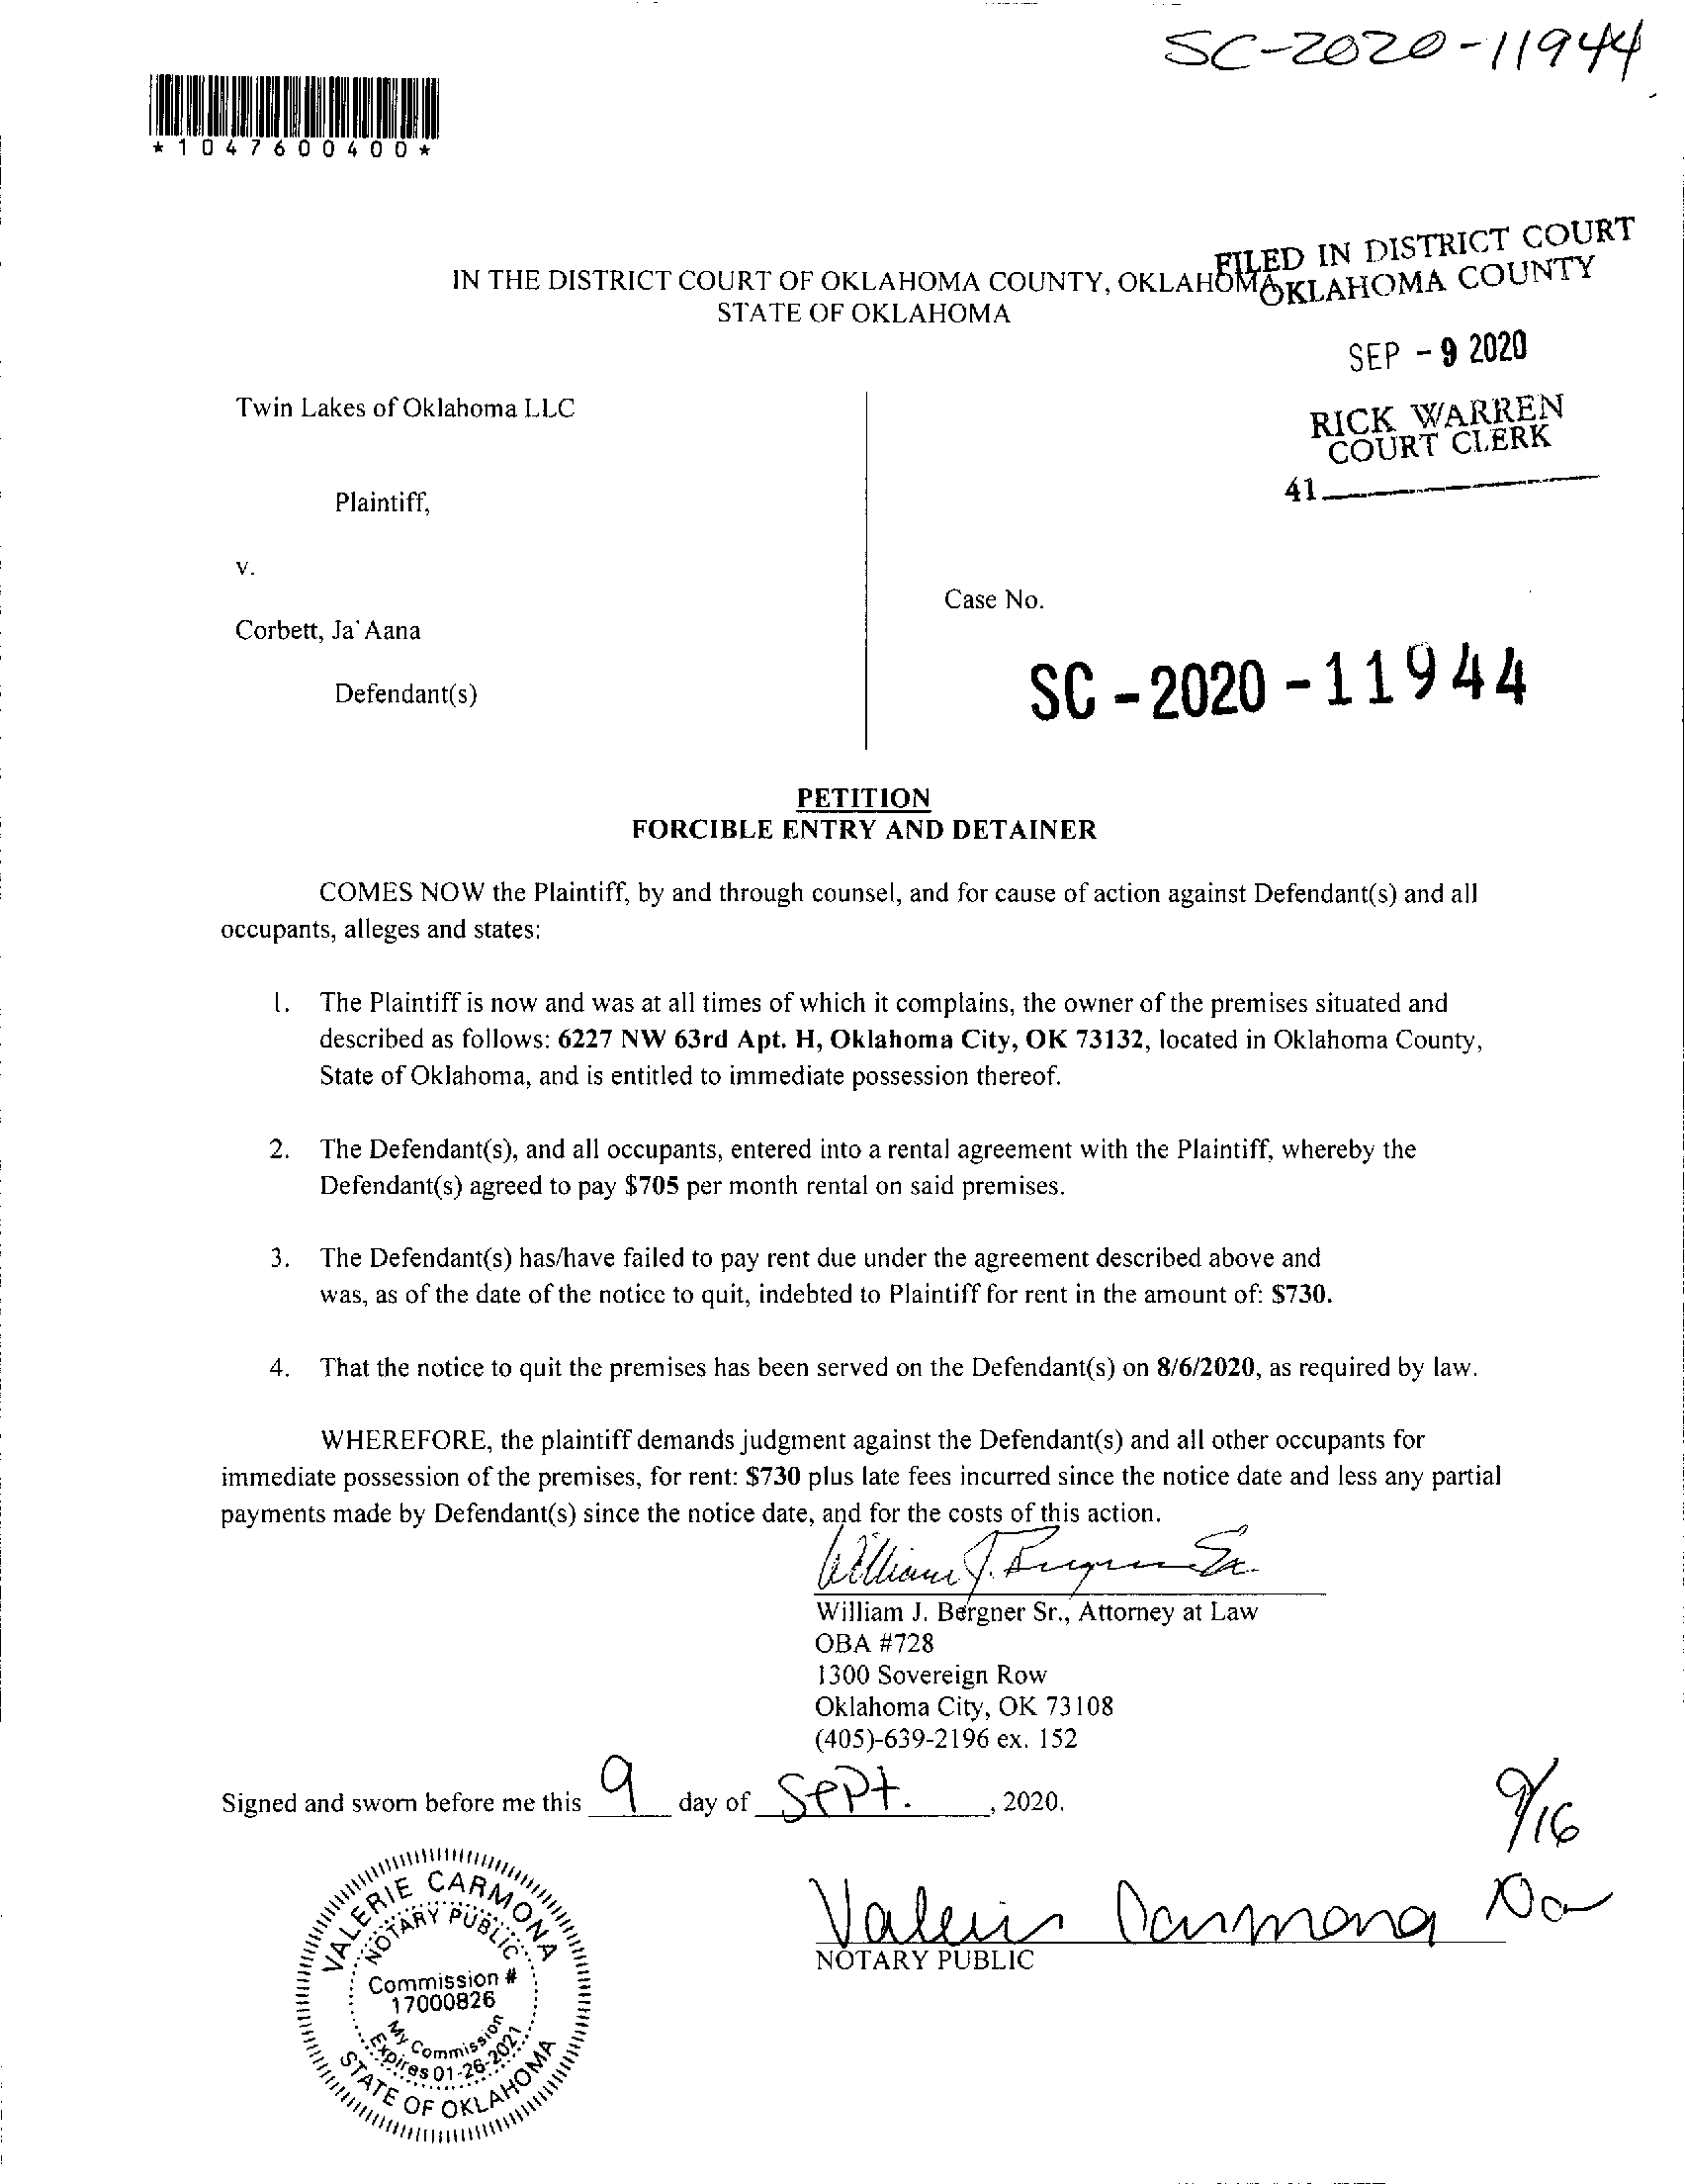 SC-2020-11944
*1047600400*
FILED IN DISTRICT COURT
OKLAHOMA COUNTY
IN THE DISTRICT COURT OF OKLAHOMA COUNTY, OKLAHOMA
STATE OF OKLAHOMA
SEP - 9 2020
RICK WARREN
COURT CLERK
41
Twin Lakes of Oklahoma LLC
Plaintiff,
v.
Case No.
Corbett, Ja'Aana
SC - 2020 - 11944
Defendant(s)
PETITION
FORCIBLE ENTRY AND DETAINER
COMES NOW the Plaintiff, by and through counsel, and for cause of action against Defendant(s) and all
occupants, alleges and states:
1. The Plaintiff is now and was at all times of which it complains, the owner of the premises situated and
described as follows: 6227 NW 63rd Apt. H, Oklahoma City, OK 73132, located in Oklahoma County,
State of Oklahoma, and is entitled to immediate possession thereof.
2. The Defendant(s), and all occupants, entered into a rental agreement with the Plaintiff, whereby the
Defendant(s) agreed to pay $705 per month rental on said premises.
3. The Defendant(s) has/have failed to pay rent due under the agreement described above and
was, as of the date of the notice to quit, indebted to Plaintiff for rent in the amount of: $730.
4. That the notice to quit the premises has been served on the Defendant(s) on 8/6/2020, as required by law.
WHEREFORE, the plaintiff demands judgment against the Defendant(s) and all other occupants for
immediate possession of the premises, for rent: $730 plus late fees incurred since the notice date and less any partial
payments made by Defendant(s) since the notice date, and for the costs of this action.
William J. Bergner Sr.
William J. Bergner Sr., Attorney at Law
OBA #728
1300 Sovereign Row
Oklahoma City, OK 73108
(405)-639-2196 ex. 152
Signed and sworn before me this 9 day of Sept. , 2020.
9/16
Valerie Carmona
NOTARY PUBLIC
VALERIE CARMONA
NOTARY PUBLIC
Commission #
17000826
My Commission
Expires 01-26-2021
STATE OF OKLAHOMA